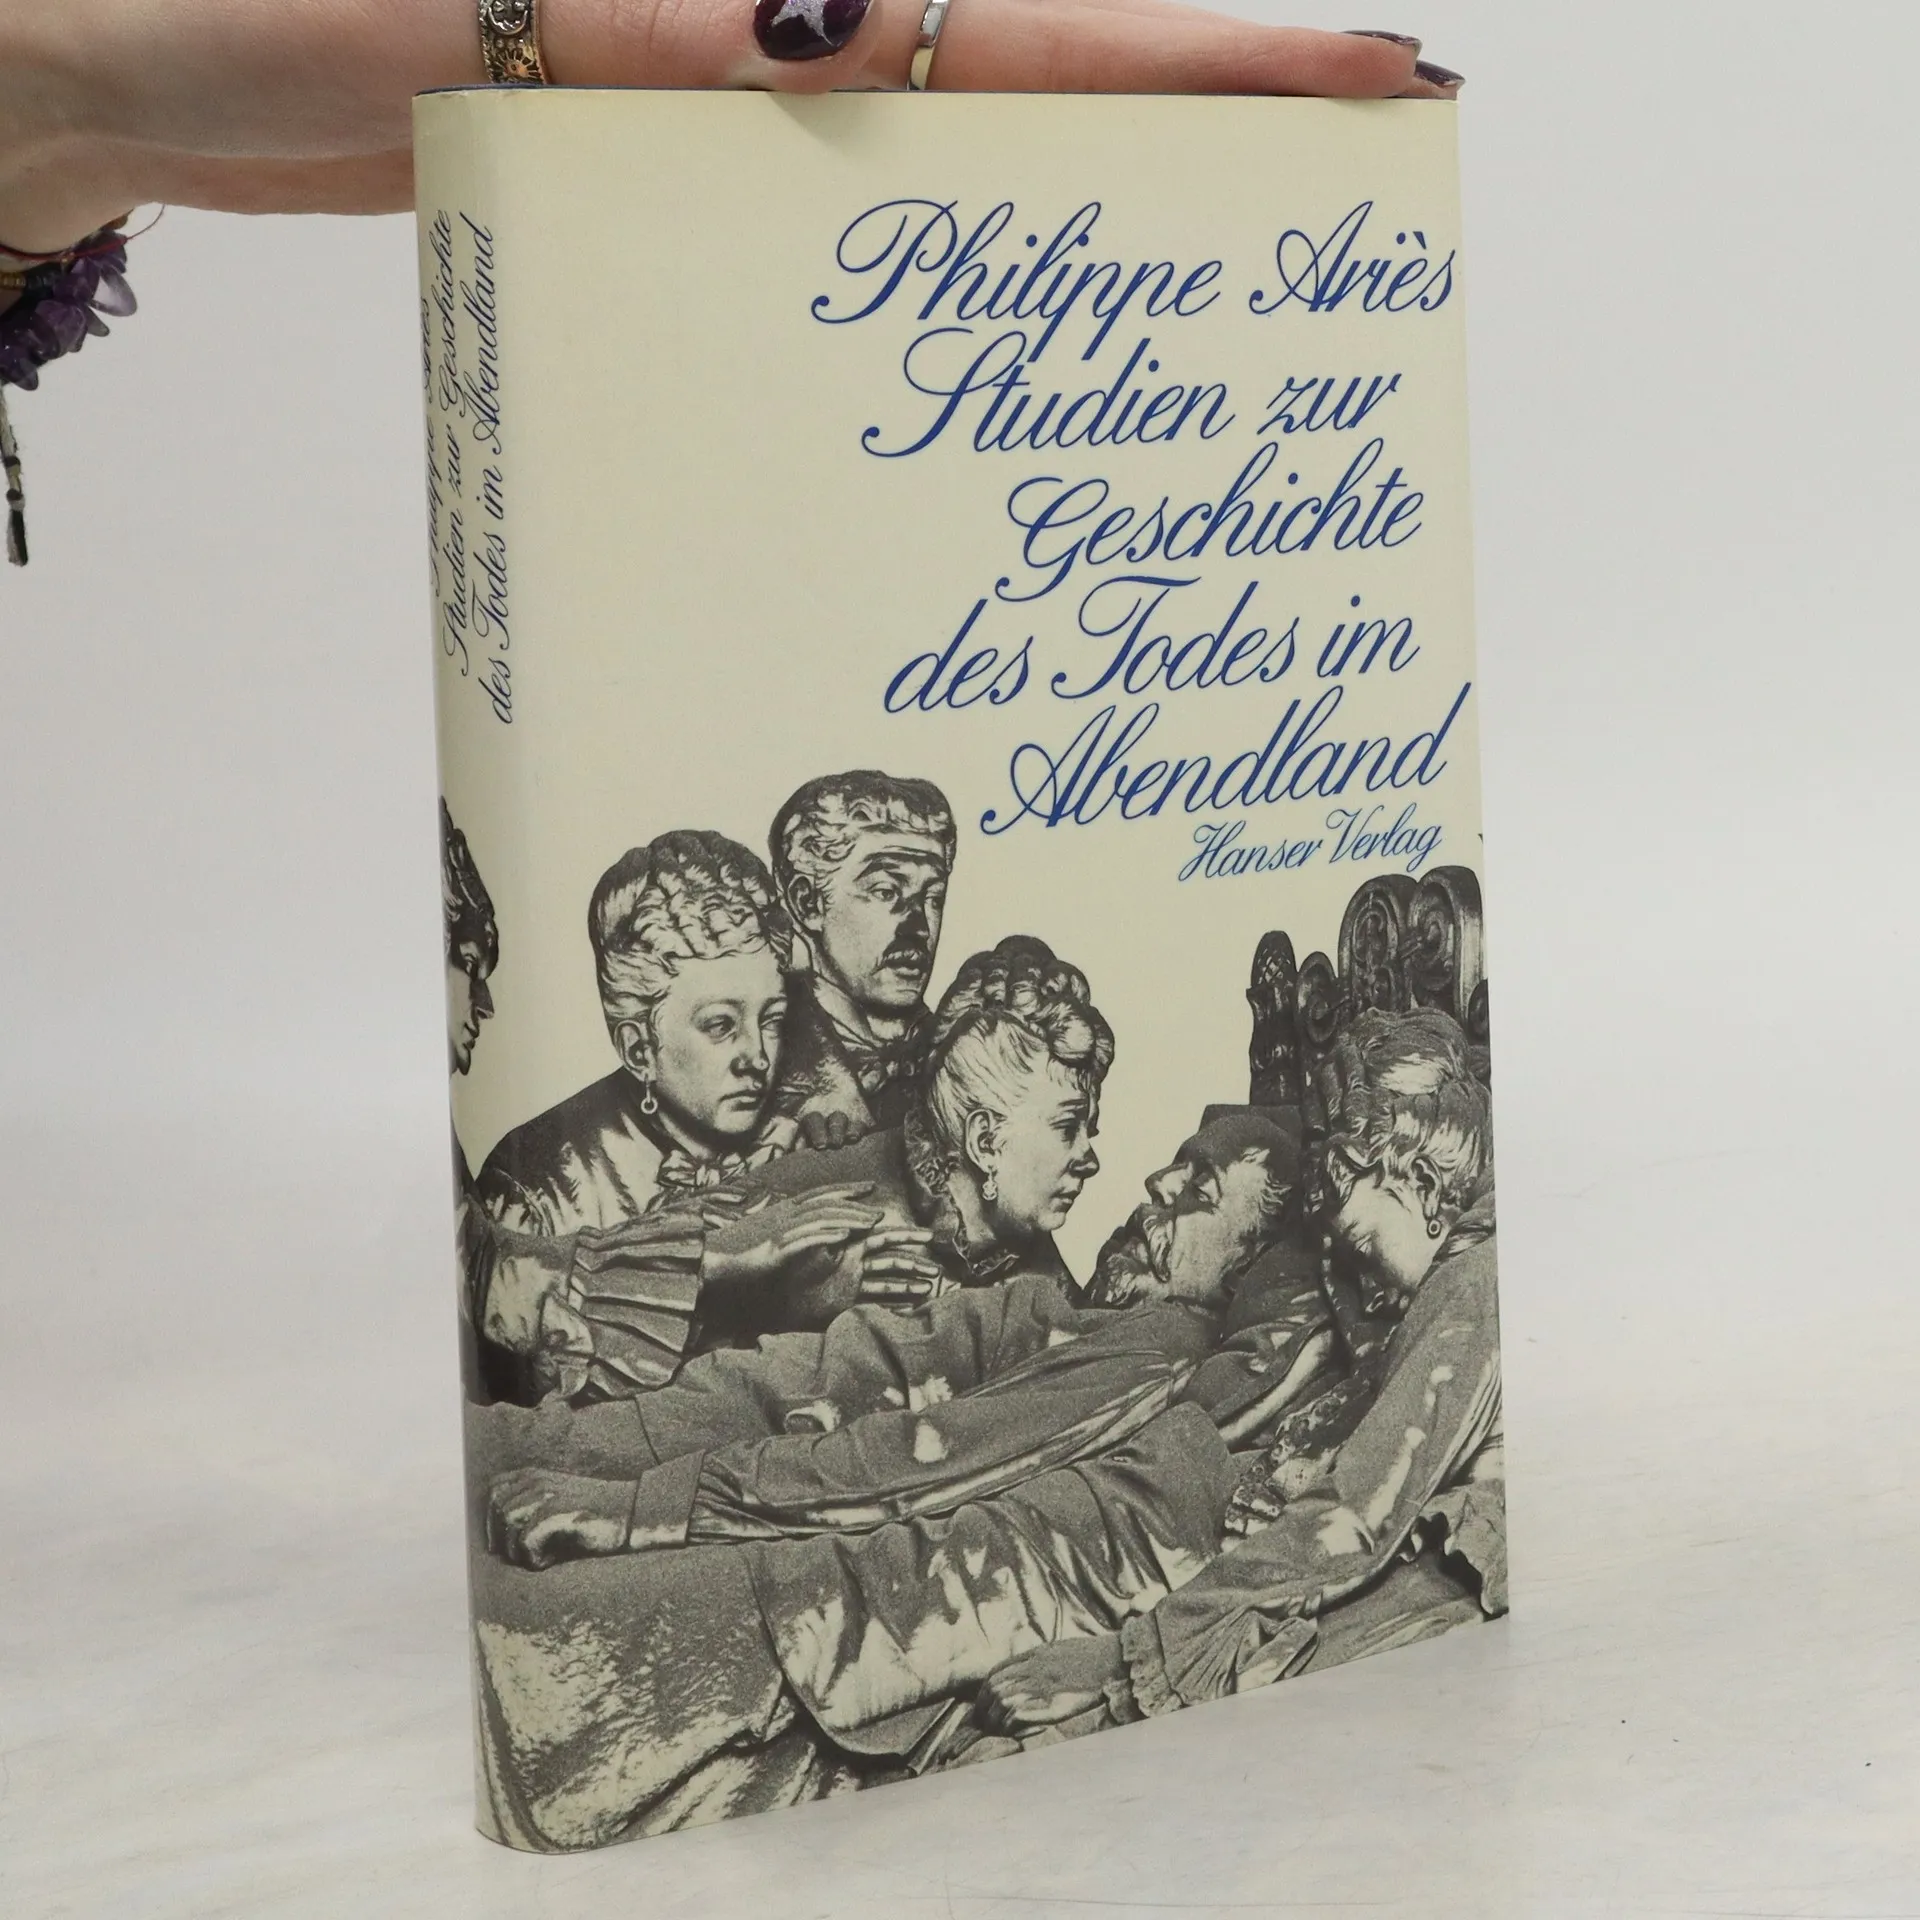 Philippe Ariès
Studien zur
Geschichte
des Todes im
Abendland
Hanser Verlag
Philippe Ariès
Studien zur Geschichte
des Todes im Abendland